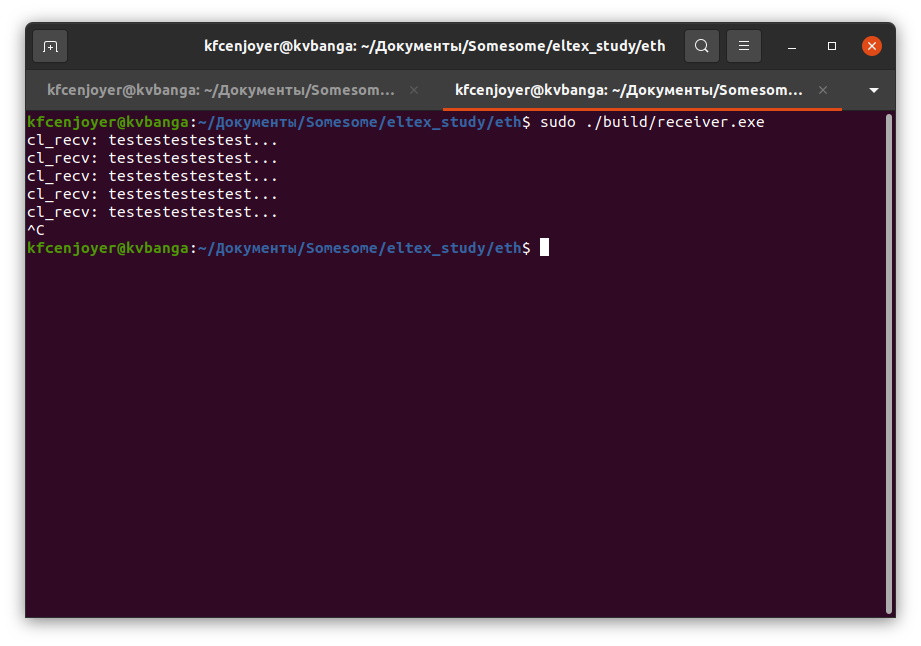 kfcenjoyer@kvbanga: ~/Документы/Somesome/eltex_study/eth
kfcenjoyer@kvbanga: ~/Документы/Somesom...
kfcenjoyer@kvbanga: ~/Документы/Somesom...
kfcenjoyer@kvbanga:~/Документы/Somesome/eltex_study/eth$ sudo ./build/receiver.exe
cl_recv: testestestestest...
cl_recv: testestestestest...
cl_recv: testestestestest...
cl_recv: testestestestest...
cl_recv: testestestestest...
^C
kfcenjoyer@kvbanga:~/Документы/Somesome/eltex_study/eth$